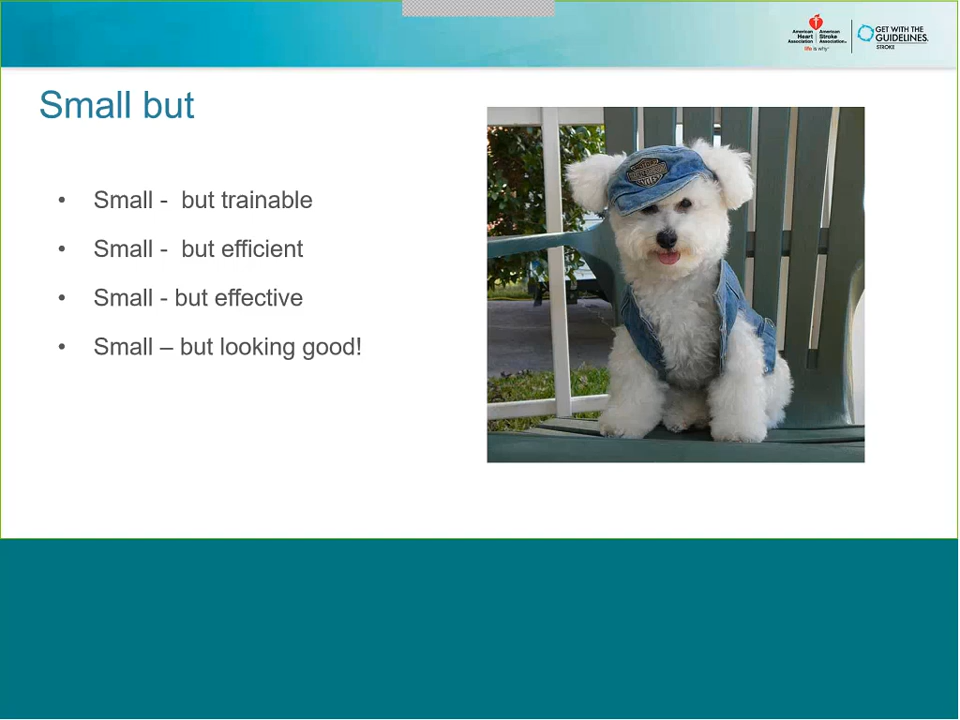 American Heart Association
American Stroke Association
life is why
GET WITH THE
GUIDELINES.
STROKE
Small but
• Small -  but trainable
• Small -  but efficient
• Small - but effective
• Small – but looking good!